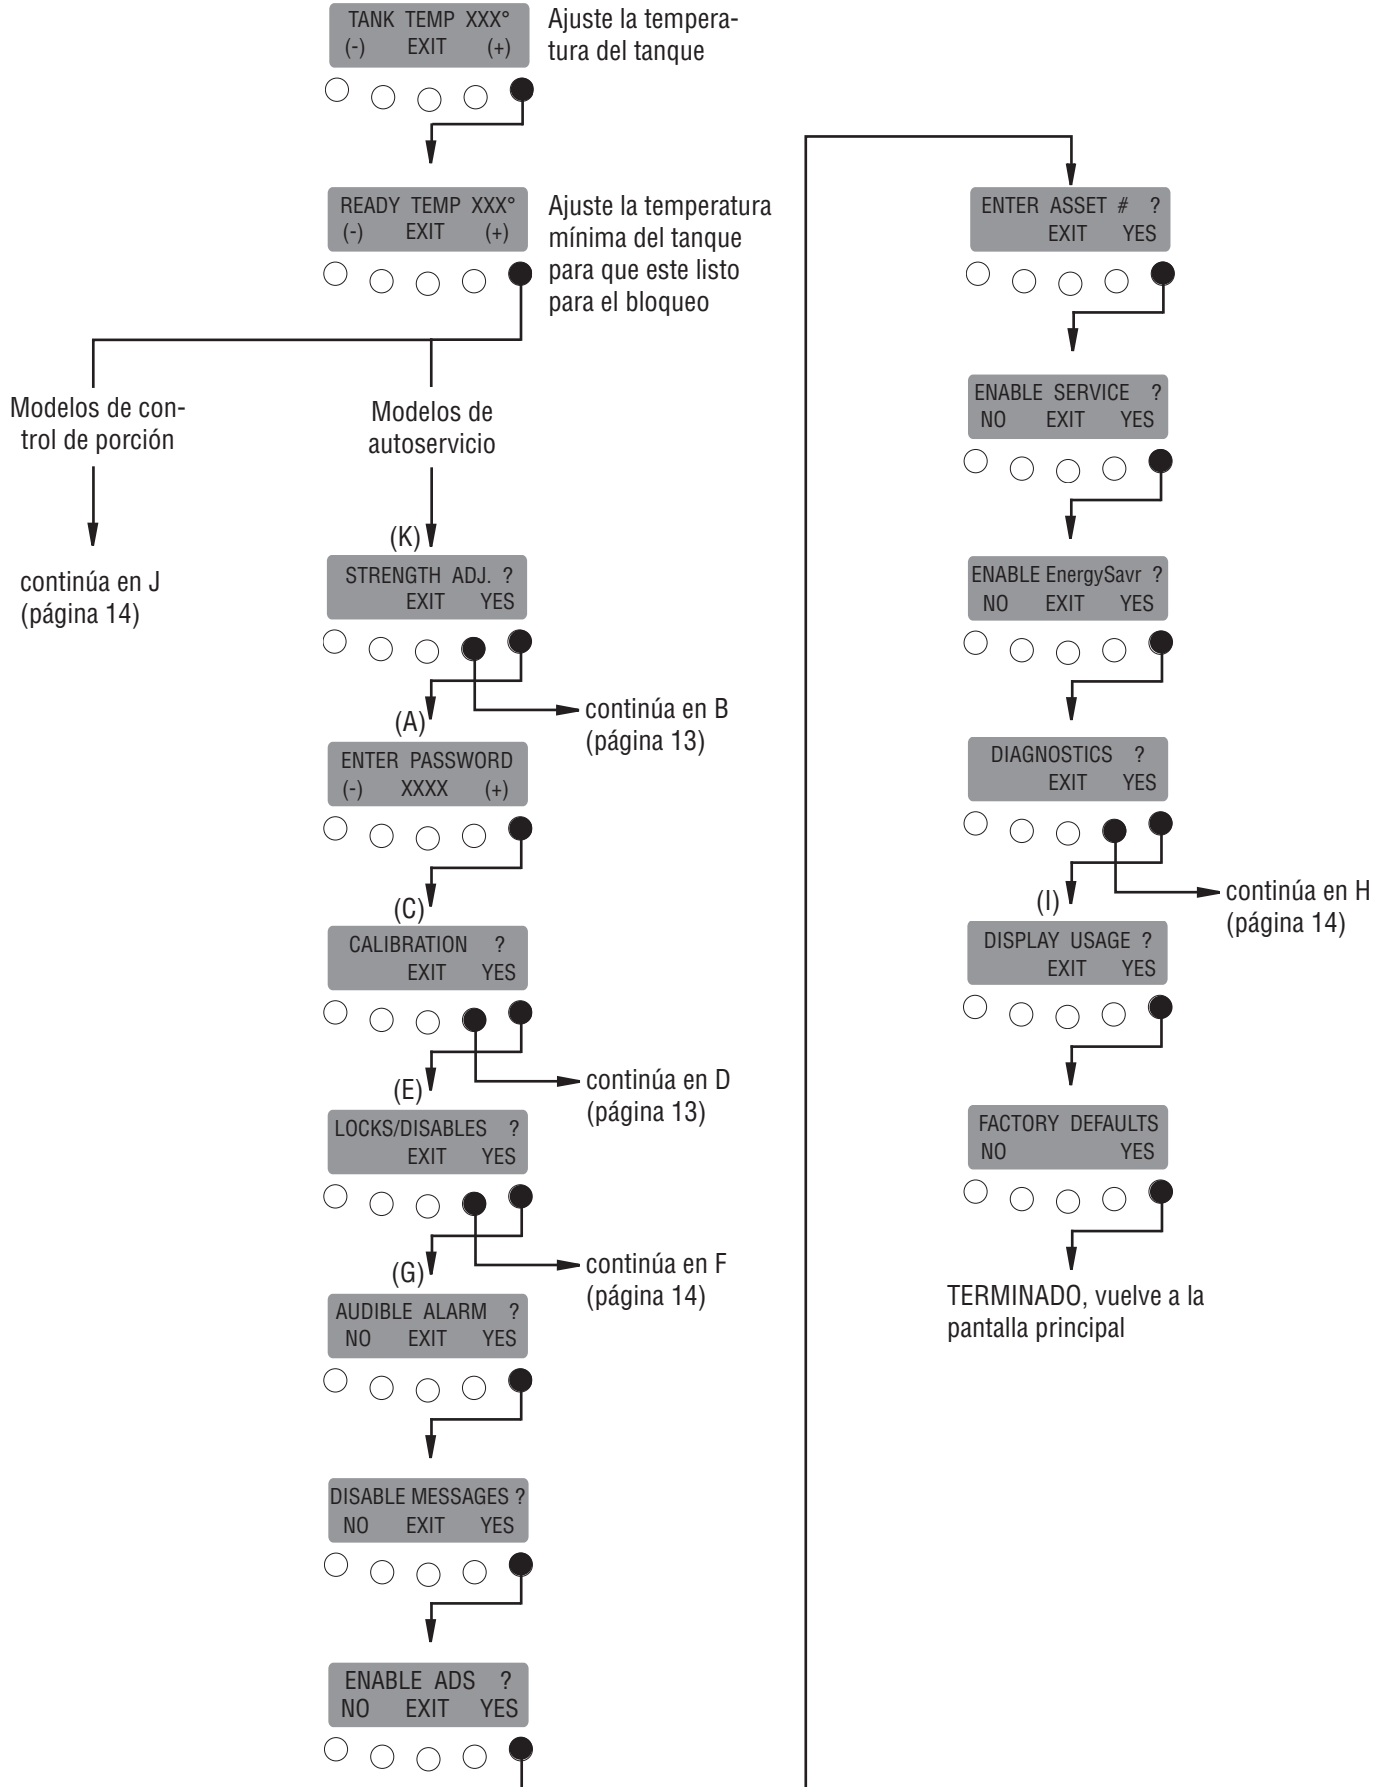 TANK TEMP XXX°
(-) EXIT (+)
Ajuste la tempera-
tura del tanque
READY TEMP XXX°
(-) EXIT (+)
Ajuste la temperatura
mínima del tanque
para que este listo
para el bloqueo
Modelos de con-
trol de porción
continúa en J
(página 14)
Modelos de
autoservicio
(K)
STRENGTH ADJ. ?
EXIT YES
continúa en B
(página 13)
(A)
ENTER PASSWORD
(-) XXXX (+)
(C)
CALIBRATION ?
EXIT YES
continúa en D
(página 13)
(E)
LOCKS/DISABLES ?
EXIT YES
continúa en F
(página 14)
(G)
AUDIBLE ALARM ?
NO EXIT YES
DISABLE MESSAGES ?
NO EXIT YES
ENABLE ADS ?
NO EXIT YES
ENTER ASSET # ?
EXIT YES
ENABLE SERVICE ?
NO EXIT YES
ENABLE EnergySavr ?
NO EXIT YES
DIAGNOSTICS ?
EXIT YES
continúa en H
(página 14)
(I)
DISPLAY USAGE ?
EXIT YES
FACTORY DEFAULTS
NO YES
TERMINADO, vuelve a la
pantalla principal